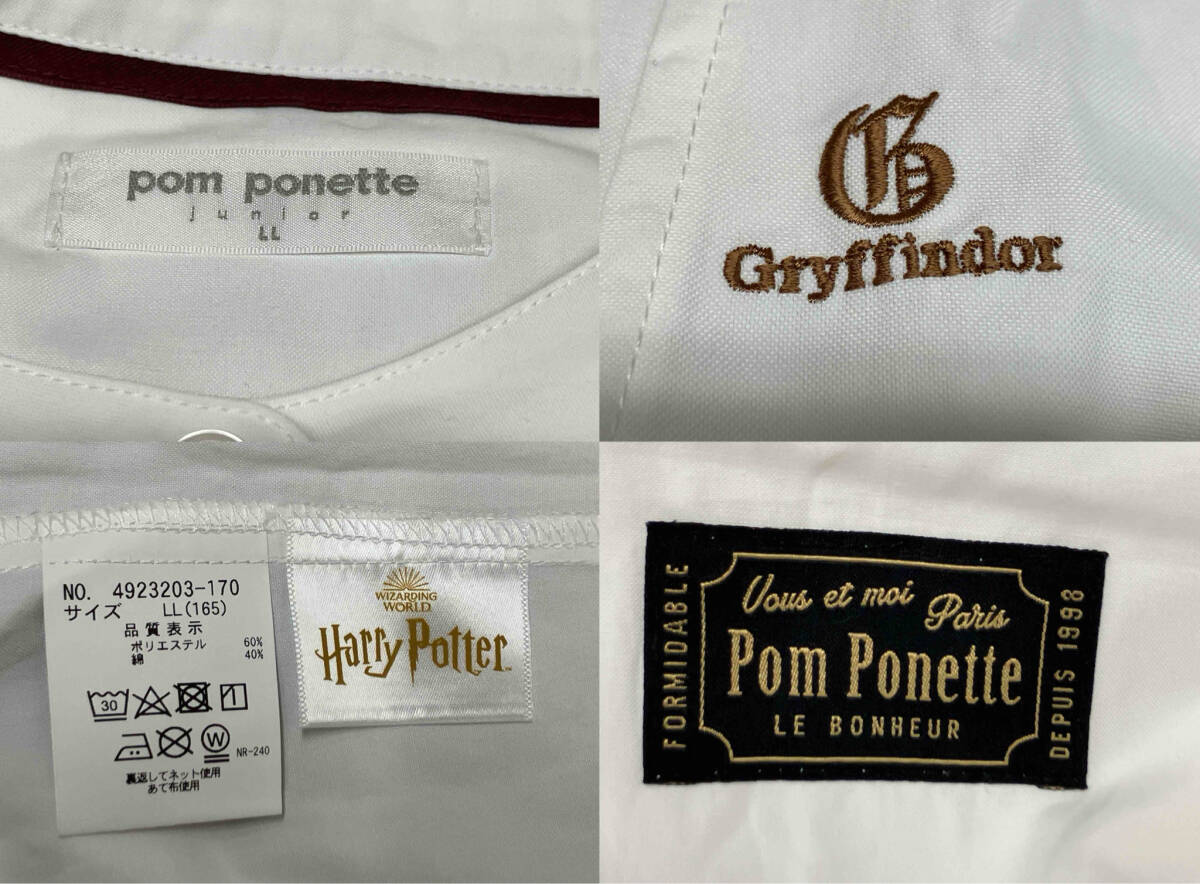 pom ponette
junior
LL
G
Gryffindor
NO. 4923203-170
サイズ LL(165)
品質表示
ポリエステル 60%
綿 40%
30
1
W
NR-240
裏返してネット使用
あて布使用
WIZARDING
WORLD
Harry Potter™
FORMIDABLE
Vous et moi
Paris
Pom Ponette
LE BONHEUR
DEPUIS 1998